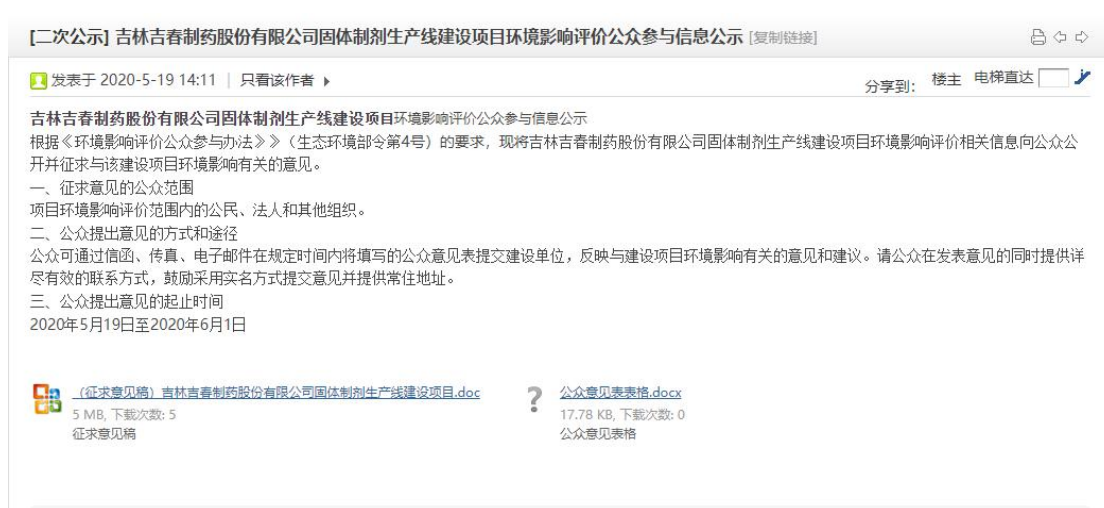 [二次公示] 吉林吉春制药股份有限公司固体制剂生产线建设项目环境影响评价公众参与信息公示 [复制链接]
发表于 2020-5-19 14:11 | 只看该作者
分享到: 楼主 电梯直达
吉林吉春制药股份有限公司固体制剂生产线建设项目环境影响评价公众参与信息公示
根据《环境影响评价公众参与办法》》（生态环境部令第4号）的要求，现将吉林吉春制药股份有限公司固体制剂生产线建设项目环境影响评价相关信息向公众公
开并征求与该建设项目环境影响有关的意见。
一、征求意见的公众范围
项目环境影响评价范围内的公民、法人和其他组织。
二、公众提出意见的方式和途径
公众可通过信函、传真、电子邮件在规定时间内将填写的公众意见表提交建设单位，反映与建设项目环境影响有关的意见和建议。请公众在发表意见的同时提供详
尽有效的联系方式，鼓励采用实名方式提交意见并提供常住地址。
三、公众提出意见的起止时间
2020年5月19日至2020年6月1日
（征求意见稿）吉林吉春制药股份有限公司固体制剂生产线建设项目.doc
5 MB, 下载次数: 5
征求意见稿
公众意见表表格.docx
17.78 KB, 下载次数: 0
公众意见表格